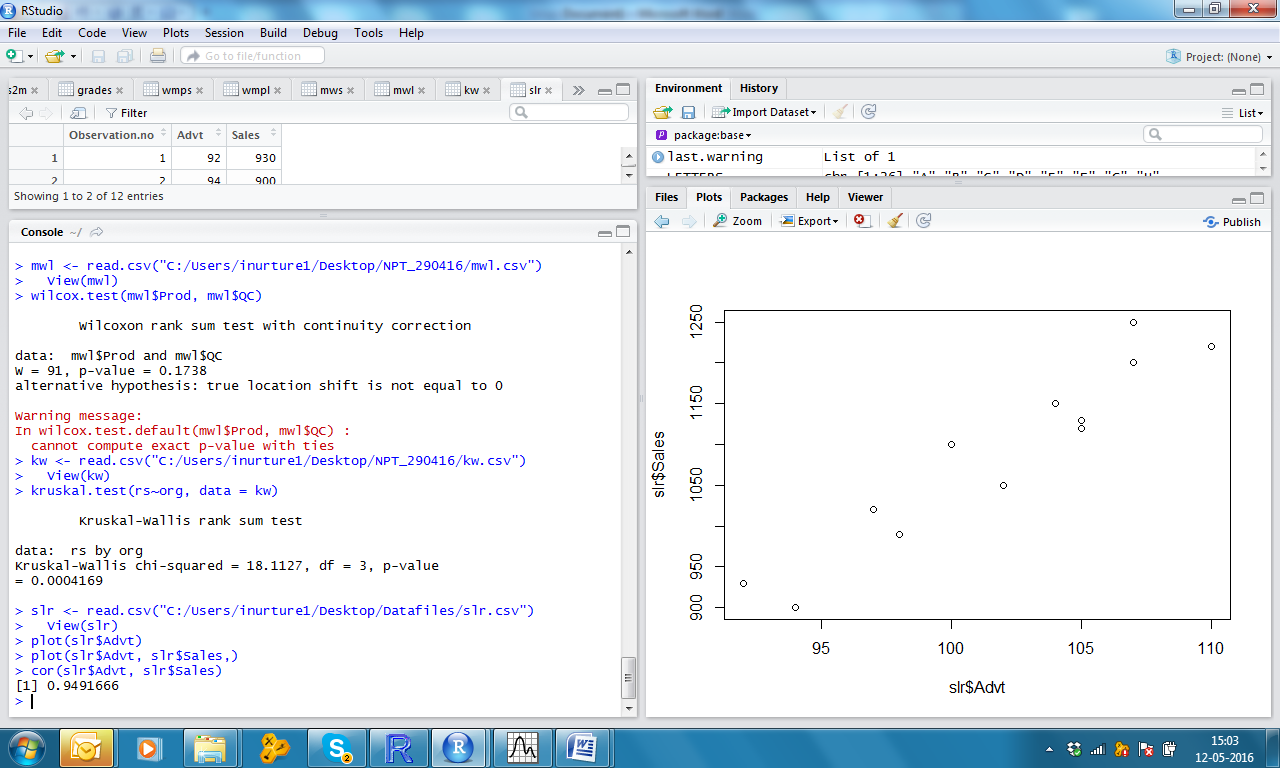 RStudio
File Edit Code View Plots Session Build Debug Tools Help
Go to file/function
Project: (None)
s2m grades wmps wmpl mws mwl kw slr
Filter
Observation.no Advt Sales
1 1 92 930
2 2 94 900
Showing 1 to 2 of 12 entries
Console ~/
> mwl <- read.csv("C:/Users/inurture1/Desktop/NPT_290416/mwl.csv")
> View(mwl)
> wilcox.test(mwl$Prod, mwl$QC)
Wilcoxon rank sum test with continuity correction
data: mwl$Prod and mwl$QC
W = 91, p-value = 0.1738
alternative hypothesis: true location shift is not equal to 0
Warning message:
In wilcox.test.default(mwl$Prod, mwl$QC) :
cannot compute exact p-value with ties
> kw <- read.csv("C:/Users/inurture1/Desktop/NPT_290416/kw.csv")
> View(kw)
> kruskal.test(rs~org, data = kw)
Kruskal-Wallis rank sum test
data: rs by org
Kruskal-Wallis chi-squared = 18.1127, df = 3, p-value
= 0.0004169
> slr <- read.csv("C:/Users/inurture1/Desktop/Datafiles/slr.csv")
> View(slr)
> plot(slr$Advt)
> plot(slr$Advt, slr$Sales,)
> cor(slr$Advt, slr$Sales)
[1] 0.9491666
>
Environment History
Import Dataset List
package:base
last.warning List of 1
LETTERS chr [1:26] "A" "B" "C" "D" "E" "F" "G" "H"
Files Plots Packages Help Viewer
Zoom Export Publish
1250
1150
1050
950
900
slr$Sales
95 100 105 110
slr$Advt
15:03
12-05-2016